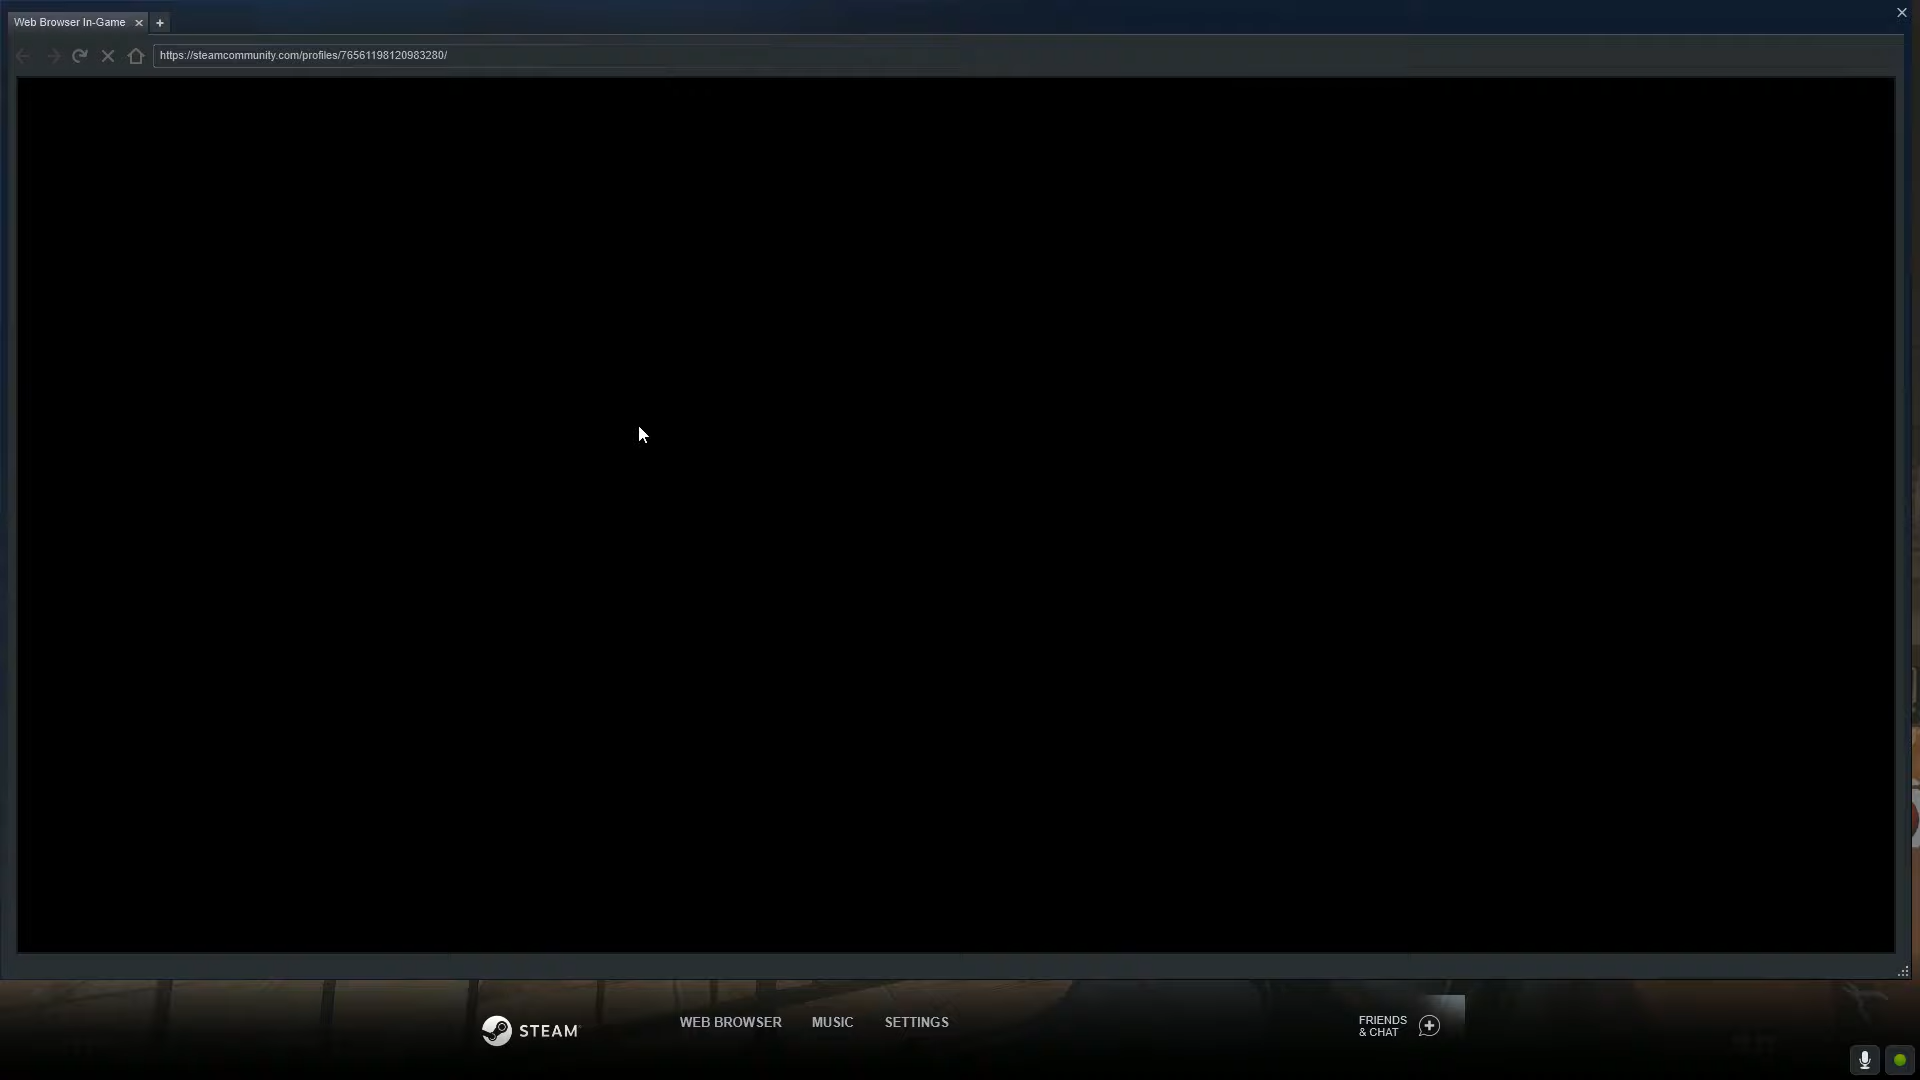 Web Browser In-Game
https://steamcommunity.com/profiles/76561198120983280/
STEAM
WEB BROWSER
MUSIC
SETTINGS
FRIENDS
& CHAT